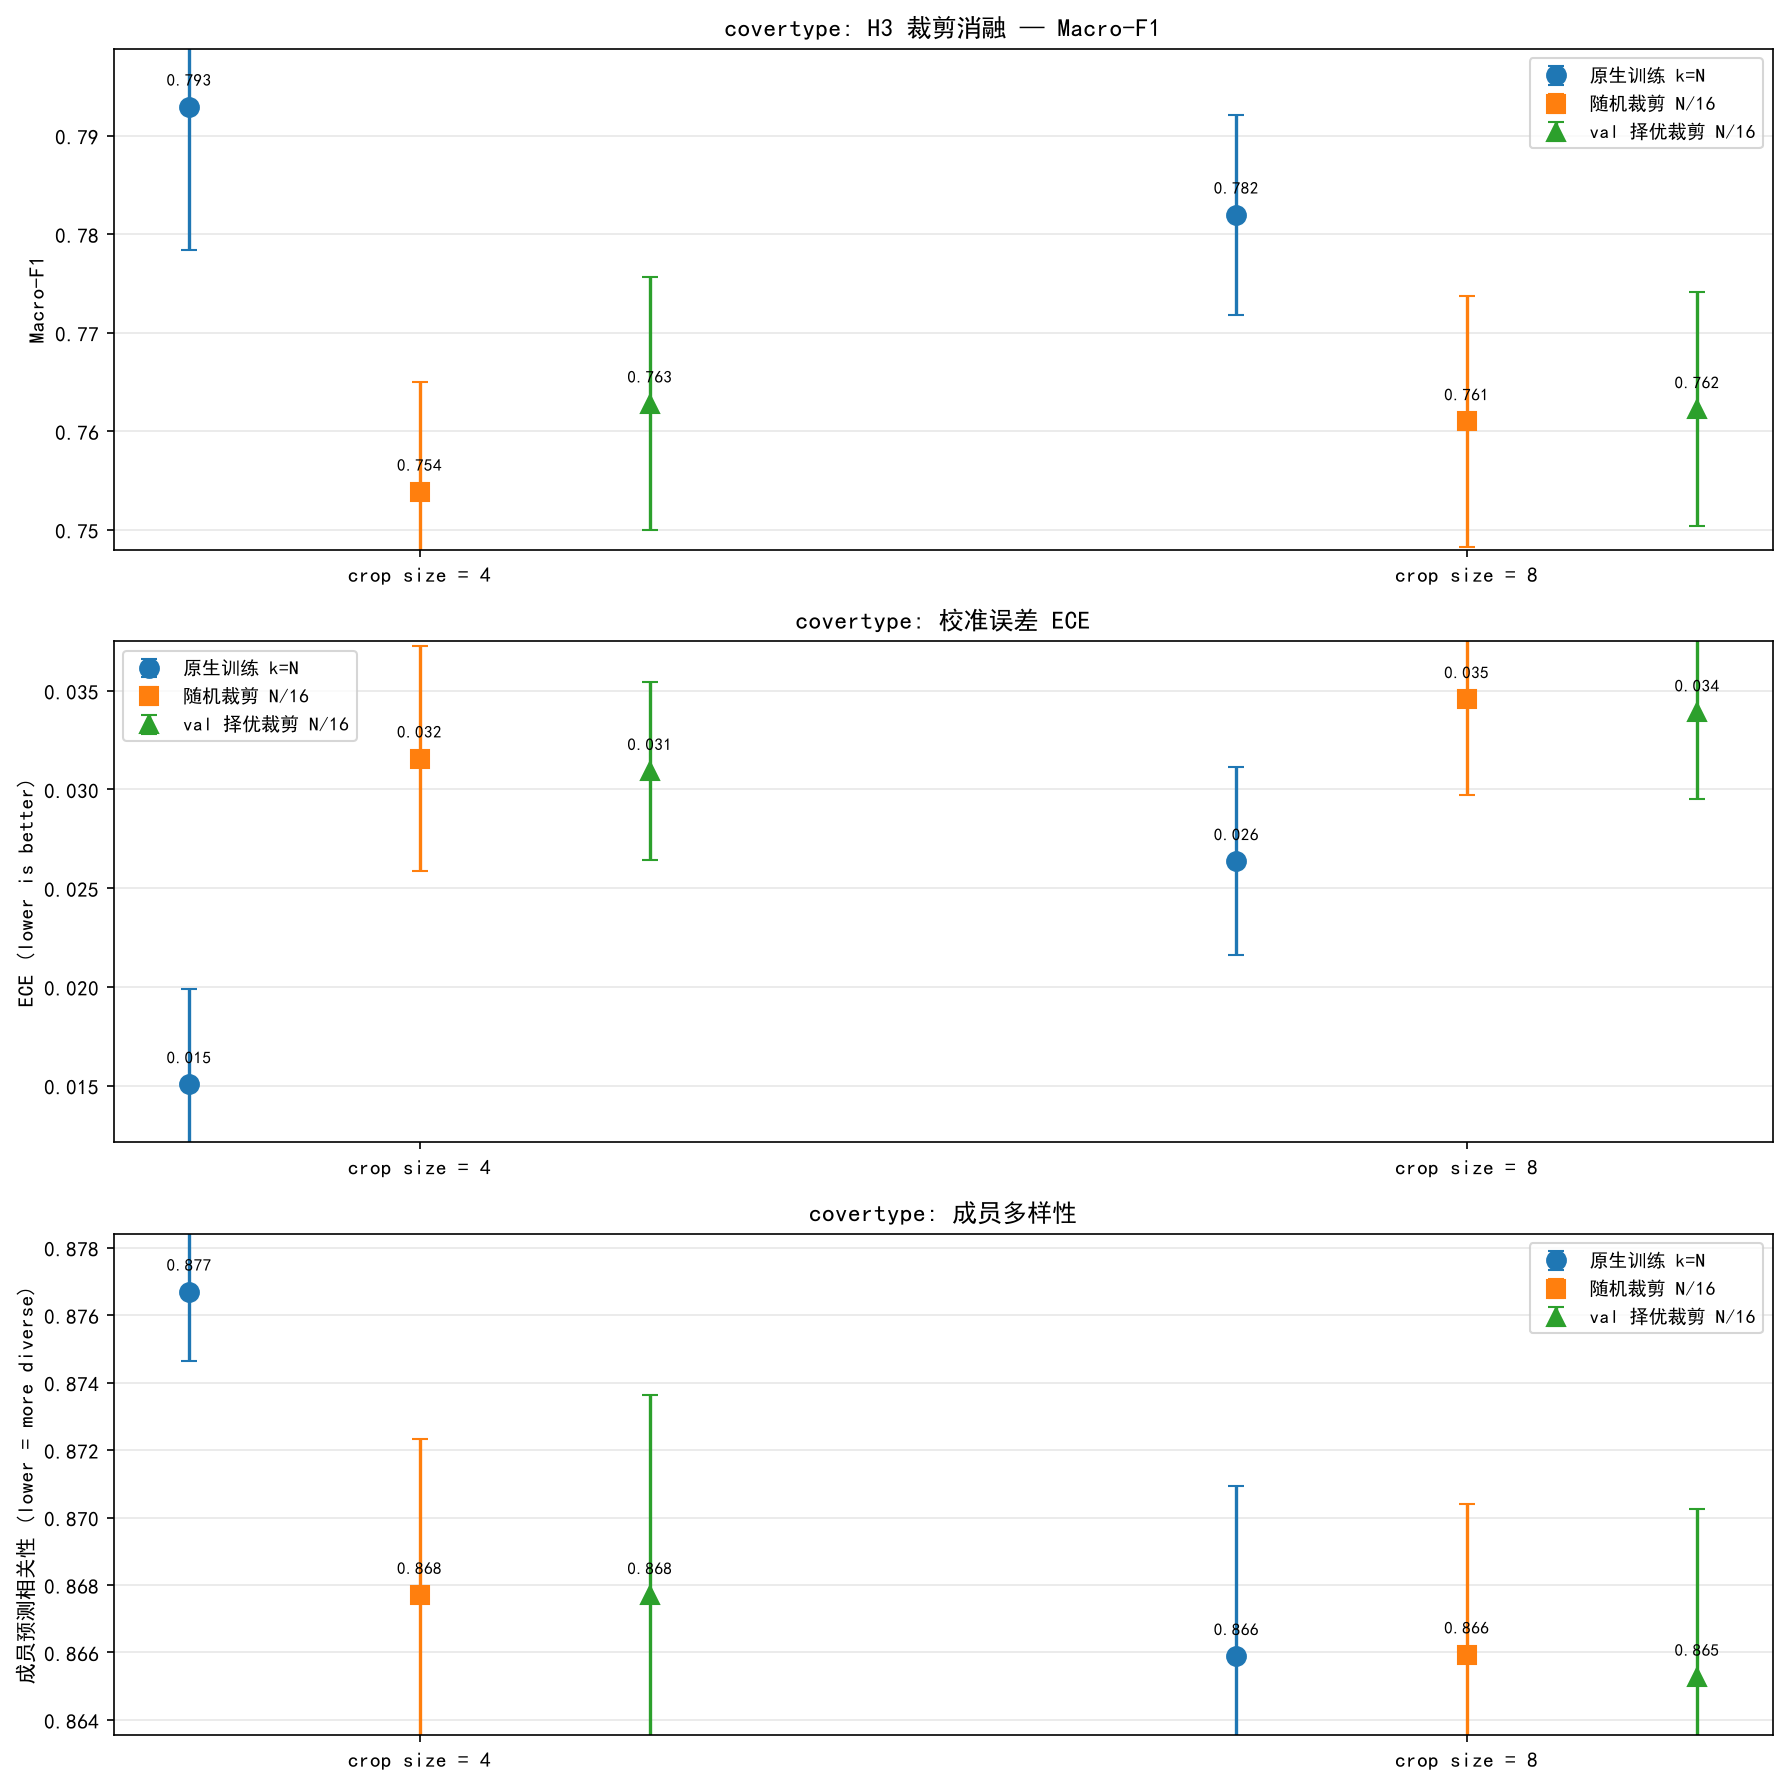 covertype: H3 裁剪消融 — Macro-F1
Macro-F1
0.79
0.78
0.77
0.76
0.75
0.793
0.754
0.763
0.782
0.761
0.762
原生训练 k=N
随机裁剪 N/16
val 择优裁剪 N/16
crop size = 4
crop size = 8
covertype: 校准误差 ECE
ECE (lower is better)
0.035
0.030
0.025
0.020
0.015
原生训练 k=N
随机裁剪 N/16
val 择优裁剪 N/16
0.015
0.032
0.031
0.026
0.035
0.034
crop size = 4
crop size = 8
covertype: 成员多样性
成员预测相关性 (lower = more diverse)
0.878
0.876
0.874
0.872
0.870
0.868
0.866
0.864
0.877
0.868
0.868
0.866
0.866
0.865
原生训练 k=N
随机裁剪 N/16
val 择优裁剪 N/16
crop size = 4
crop size = 8